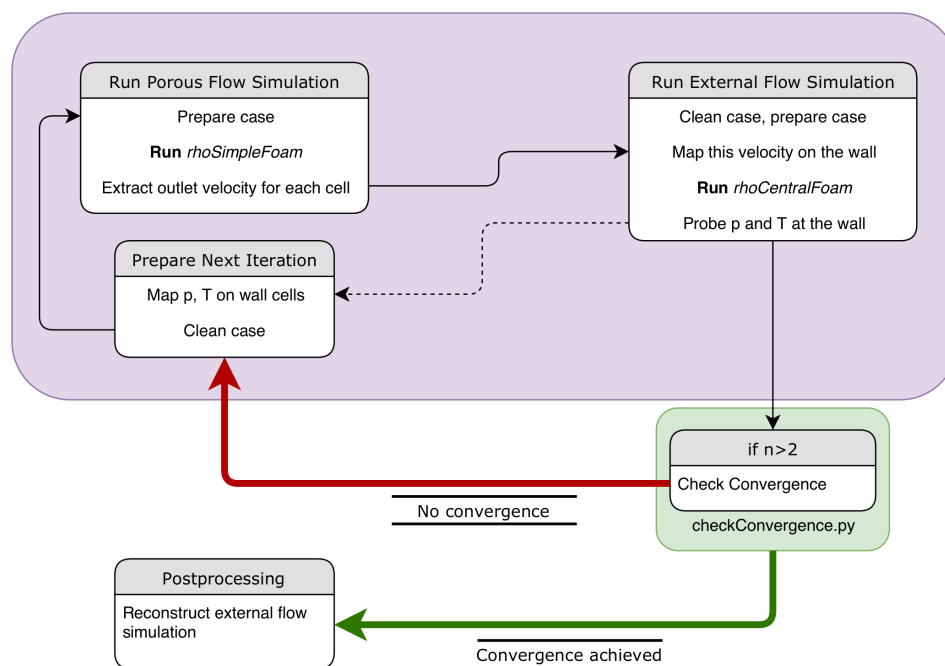 Run Porous Flow Simulation
Prepare case
Run rhoSimpleFoam
Extract outlet velocity for each cell
Run External Flow Simulation
Clean case, prepare case
Map this velocity on the wall
Run rhoCentralFoam
Probe p and T at the wall
Prepare Next Iteration
Map p, T on wall cells
Clean case
if n>2
Check Convergence
checkConvergence.py
No convergence
Postprocessing
Reconstruct external flow
simulation
Convergence achieved